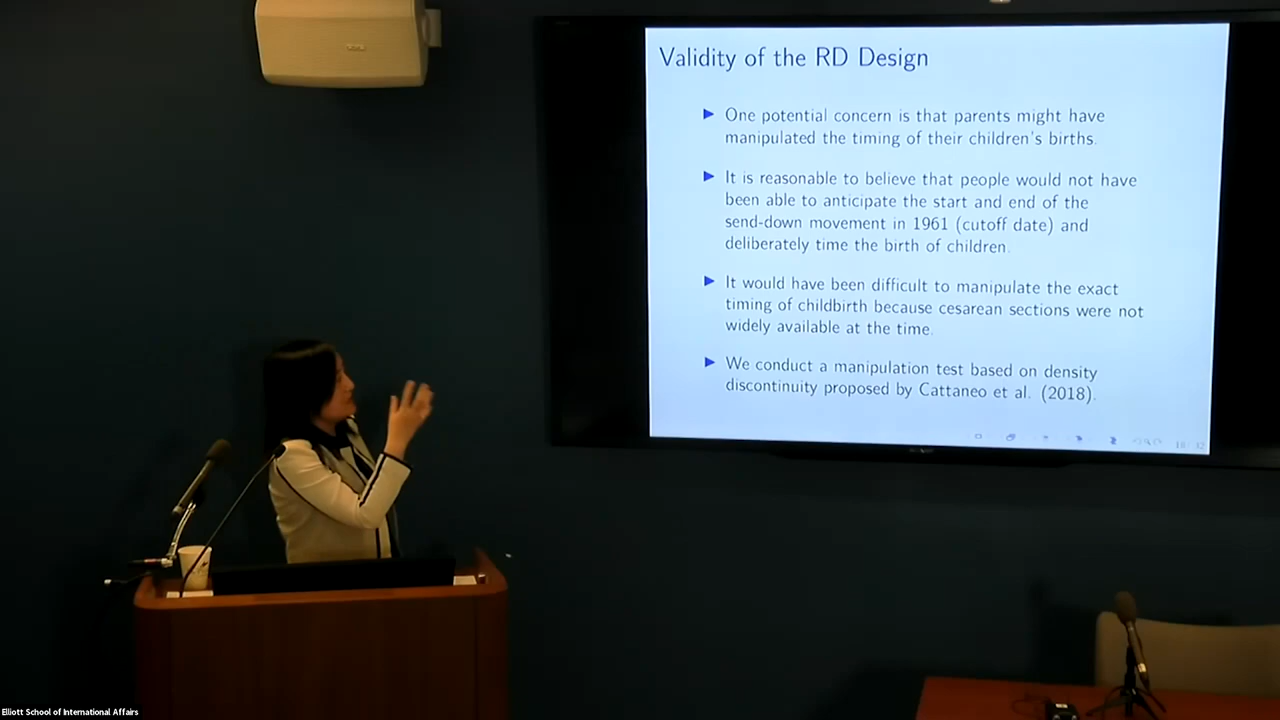 Validity of the RD Design
One potential concern is that parents might have
manipulated the timing of their children's births.
It is reasonable to believe that people would not have
been able to anticipate the start and end of the
send-down movement in 1961 (cutoff date) and
deliberately time the birth of children.
It would have been difficult to manipulate the exact
timing of childbirth because cesarean sections were not
widely available at the time.
We conduct a manipulation test based on density
discontinuity proposed by Cattaneo et al. (2018).
Elliott School of International Affairs